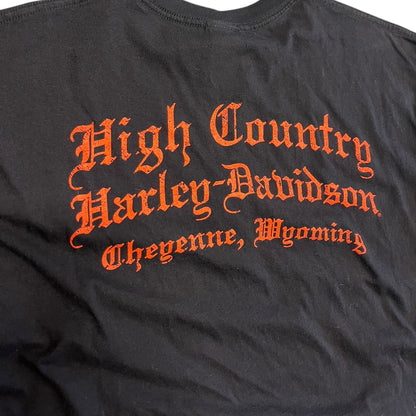 High Country
Harley-Davidson
Cheyenne, Wyoming